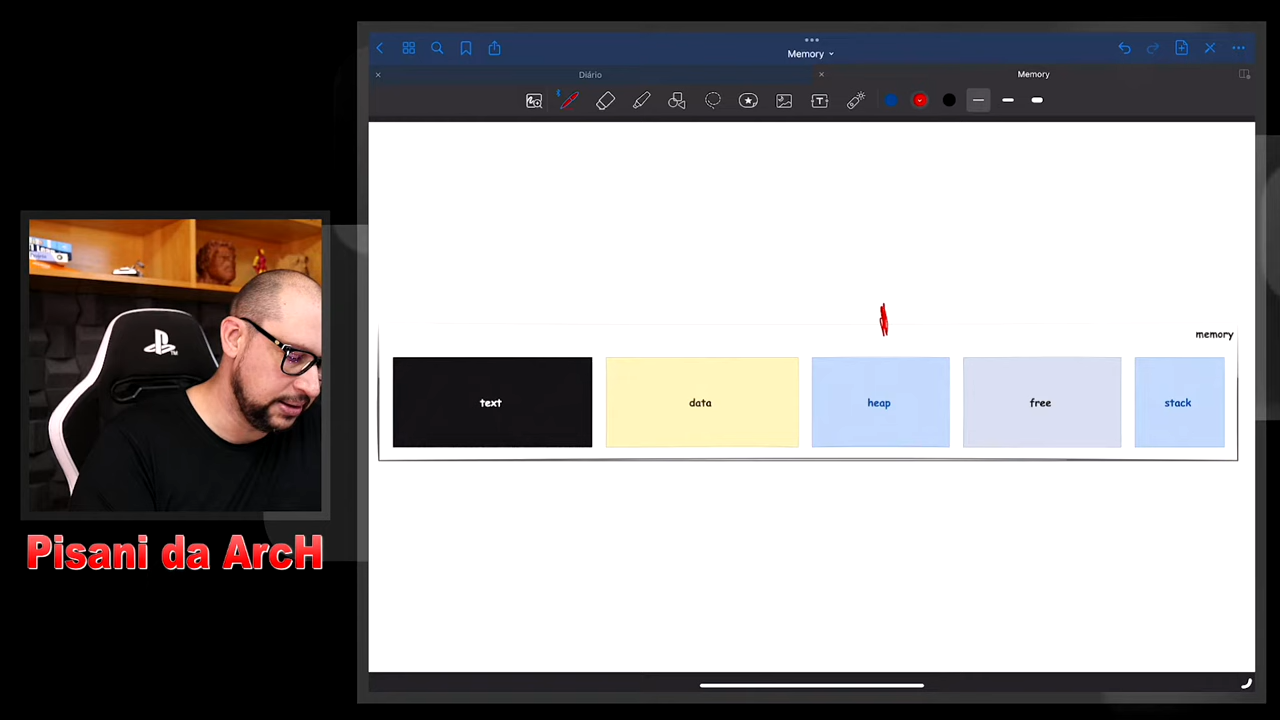 Memory
Diário
Memory
memory
text
data
heap
free
stack
Pisani da ArcH